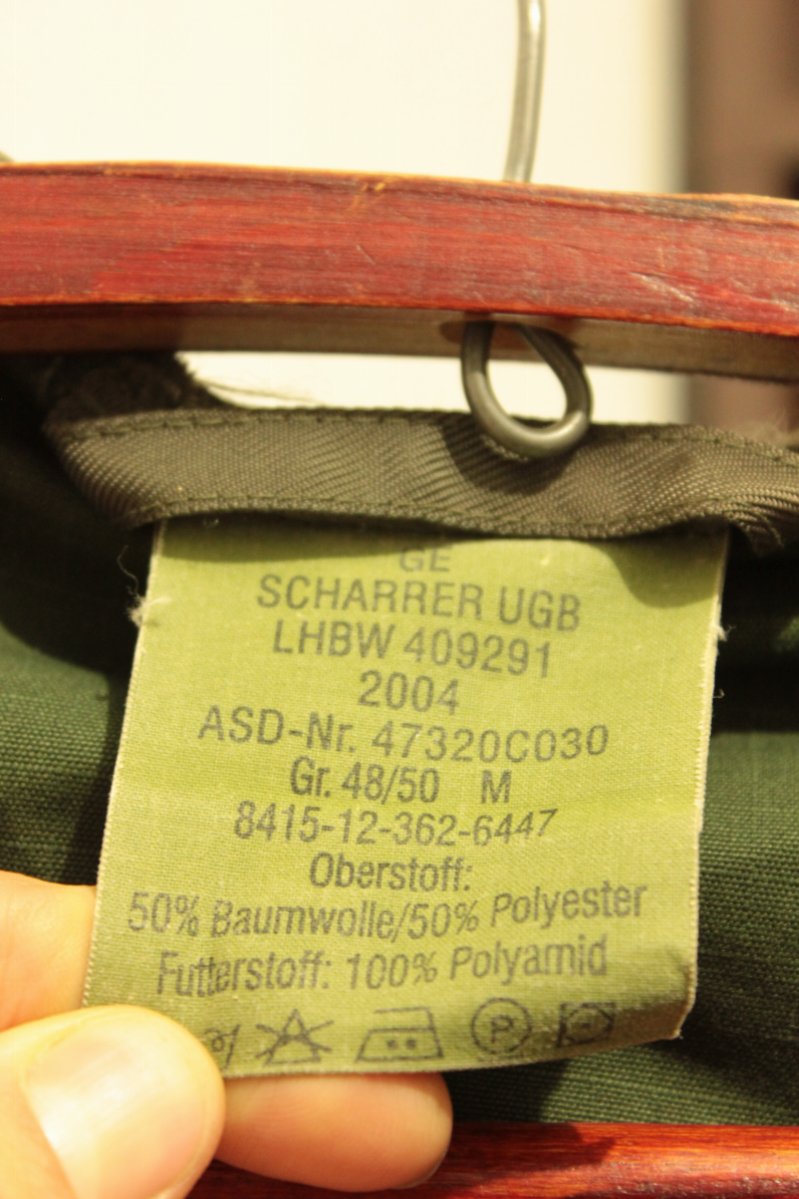 GE
SCHARRER UGB
LHBW 409291
2004
ASD-Nr. 47320C030
Gr. 48/50 M
8415-12-362-6447
Oberstoff:
50% Baumwolle/50% Polyester
Futterstoff: 100% Polyamid
P